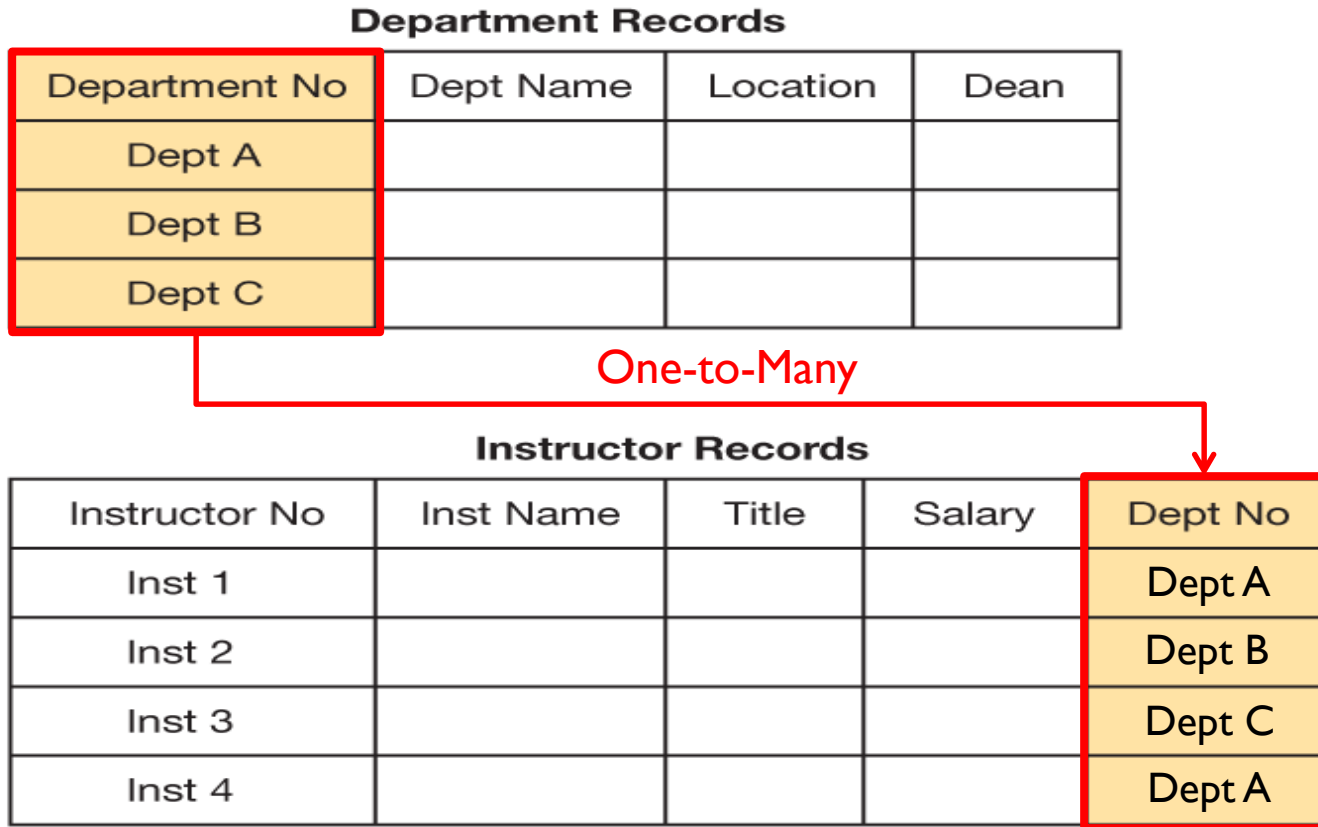 Department Records
Department No Dept Name Location Dean
Dept A
Dept B
Dept C
One-to-Many
Instructor Records
Instructor No Inst Name Title Salary Dept No
Inst 1 Dept A
Inst 2 Dept B
Inst 3 Dept C
Inst 4 Dept A